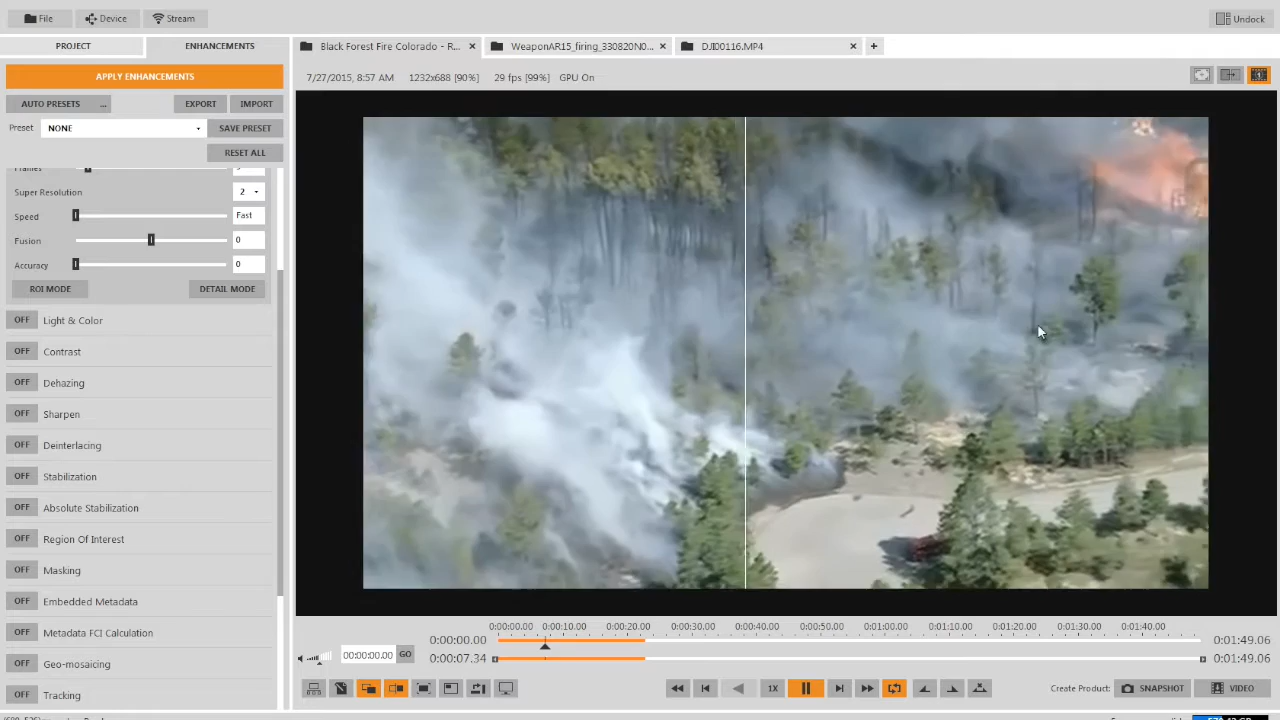 File Device Stream Undock
PROJECT ENHANCEMENTS Black Forest Fire Colorado - R... WeaponAR15_firing_330820N0... DJI00116.MP4
APPLY ENHANCEMENTS 7/27/2015, 8:57 AM 1232x688 [90%] 29 fps [99%] GPU On
AUTO PRESETS ... EXPORT IMPORT
Preset NONE SAVE PRESET
RESET ALL
Super Resolution 2
Speed Fast
Fusion 0
Accuracy 0
ROI MODE DETAIL MODE
OFF Light & Color
OFF Contrast
OFF Dehazing
OFF Sharpen
OFF Deinterlacing
OFF Stabilization
OFF Absolute Stabilization
OFF Region Of Interest
OFF Masking
OFF Embedded Metadata
OFF Metadata FCI Calculation
OFF Geo-mosaicing
OFF Tracking
0:00:00.00 0:00:10.00 0:00:20.00 0:00:30.00 0:00:40.00 0:00:50.00 0:01:00.00 0:01:10.00 0:01:20.00 0:01:30.00 0:01:40.00
0:00:00.00 0:01:49.06
00:00:00.00 GO 0:00:07.34 0:01:49.06
1X Create Product: SNAPSHOT VIDEO